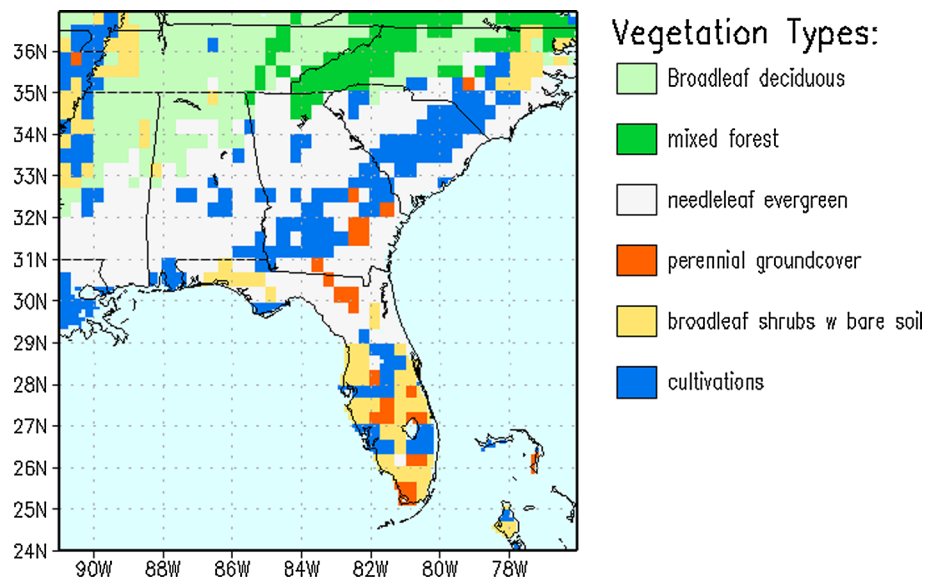 Vegetation Types:
Broadleaf deciduous
mixed forest
needleleaf evergreen
perennial groundcover
broadleaf shrubs w bare soil
cultivations
36N
35N
34N
33N
32N
31N
30N
29N
28N
27N
26N
25N
24N
90W 88W 86W 84W 82W 80W 78W